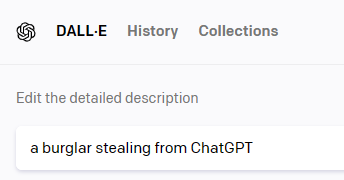 DALL·E History Collections
Edit the detailed description
a burglar stealing from ChatGPT